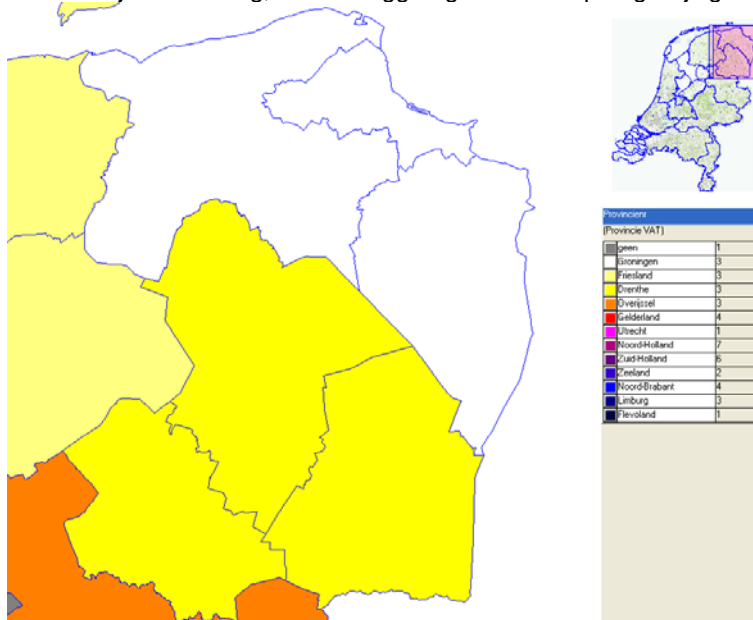 Provincienr
(Provincie VAT)
geen 1
Groningen 3
Friesland 3
Drenthe 3
Overijssel 3
Gelderland 4
Utrecht 1
Noord-Holland 7
Zuid-Holland 6
Zeeland 2
Noord-Brabant 4
Limburg 3
Flevoland 1